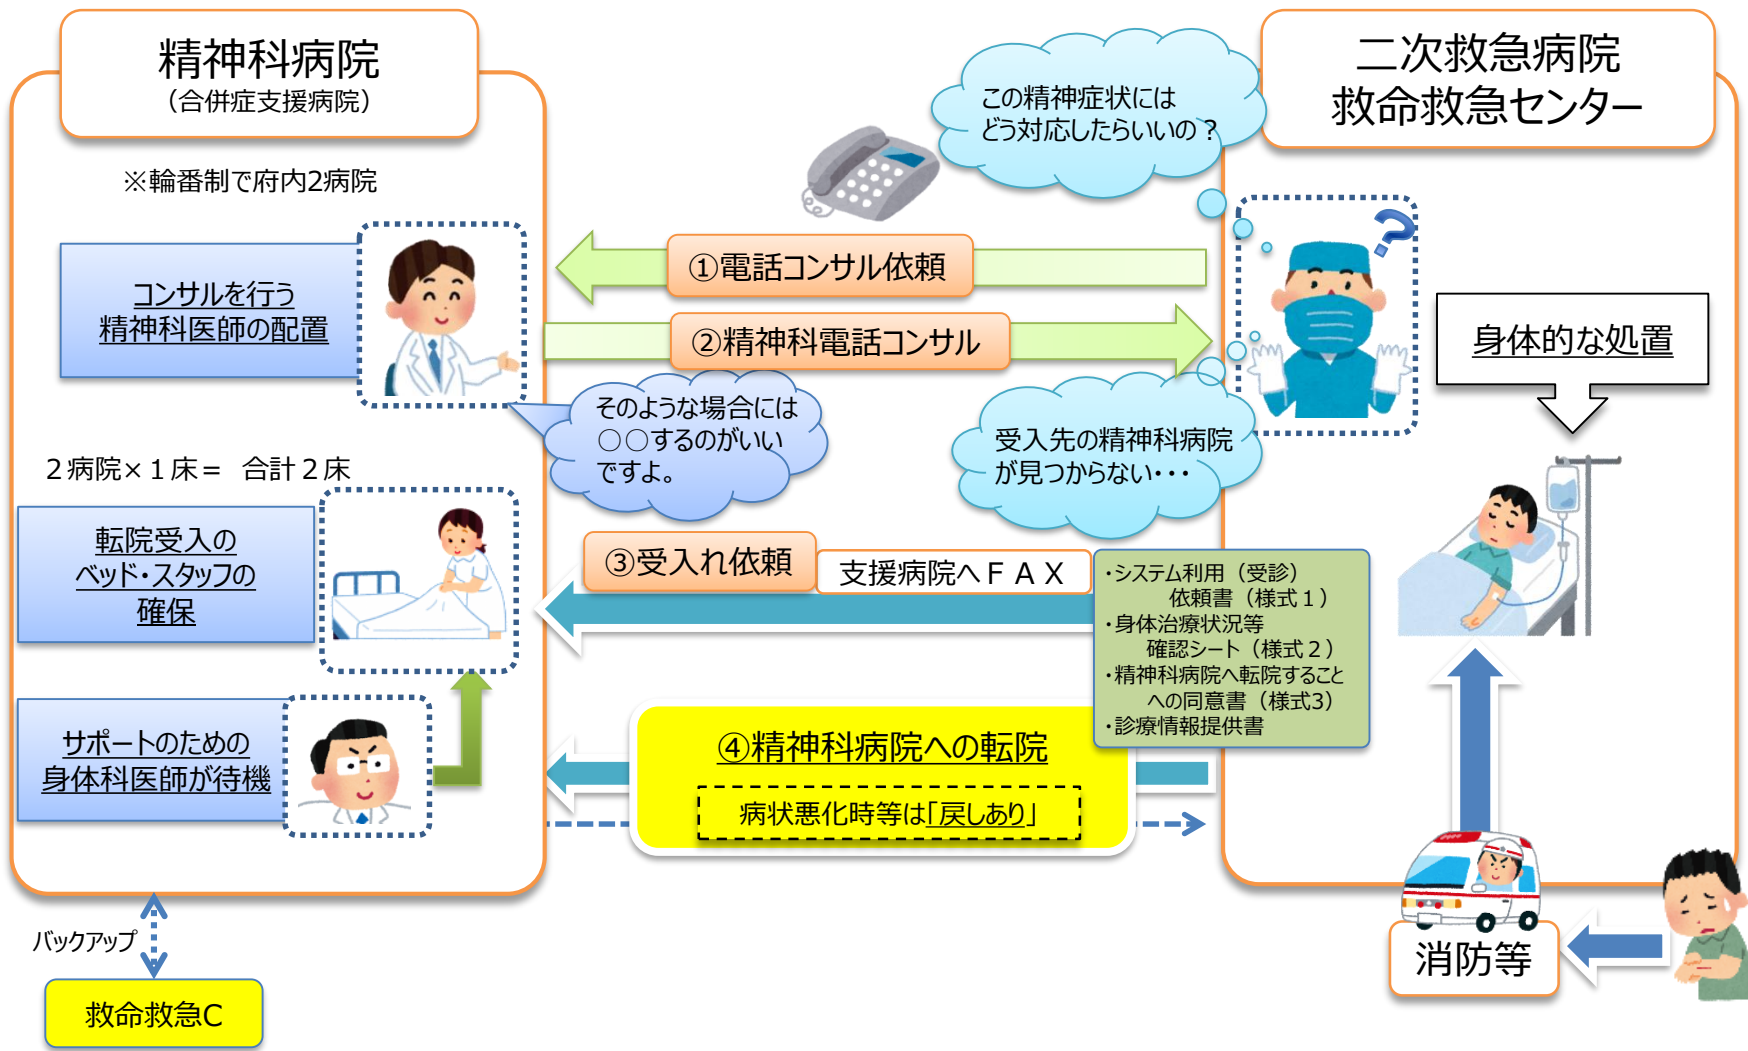 精神科病院
（合併症支援病院）
※輪番制で府内2病院
コンサルを行う
精神科医師の配置
２病院×１床＝　合計２床
転院受入の
ベッド・スタッフの
確保
サポートのための
身体科医師が待機
バックアップ
救命救急C
この精神症状には
どう対応したらいいの？
①電話コンサル依頼
②精神科電話コンサル
そのような場合には
○○するのがいい
ですよ。
受入先の精神科病院
が見つからない・・・
③受入れ依頼
支援病院へＦＡＸ
・システム利用（受診）
依頼書（様式１）
・身体治療状況等
確認シート（様式２）
・精神科病院へ転院すること
への同意書（様式3）
・診療情報提供書
④精神科病院への転院
病状悪化時等は「戻しあり」
二次救急病院
救命救急センター
身体的な処置
消防等